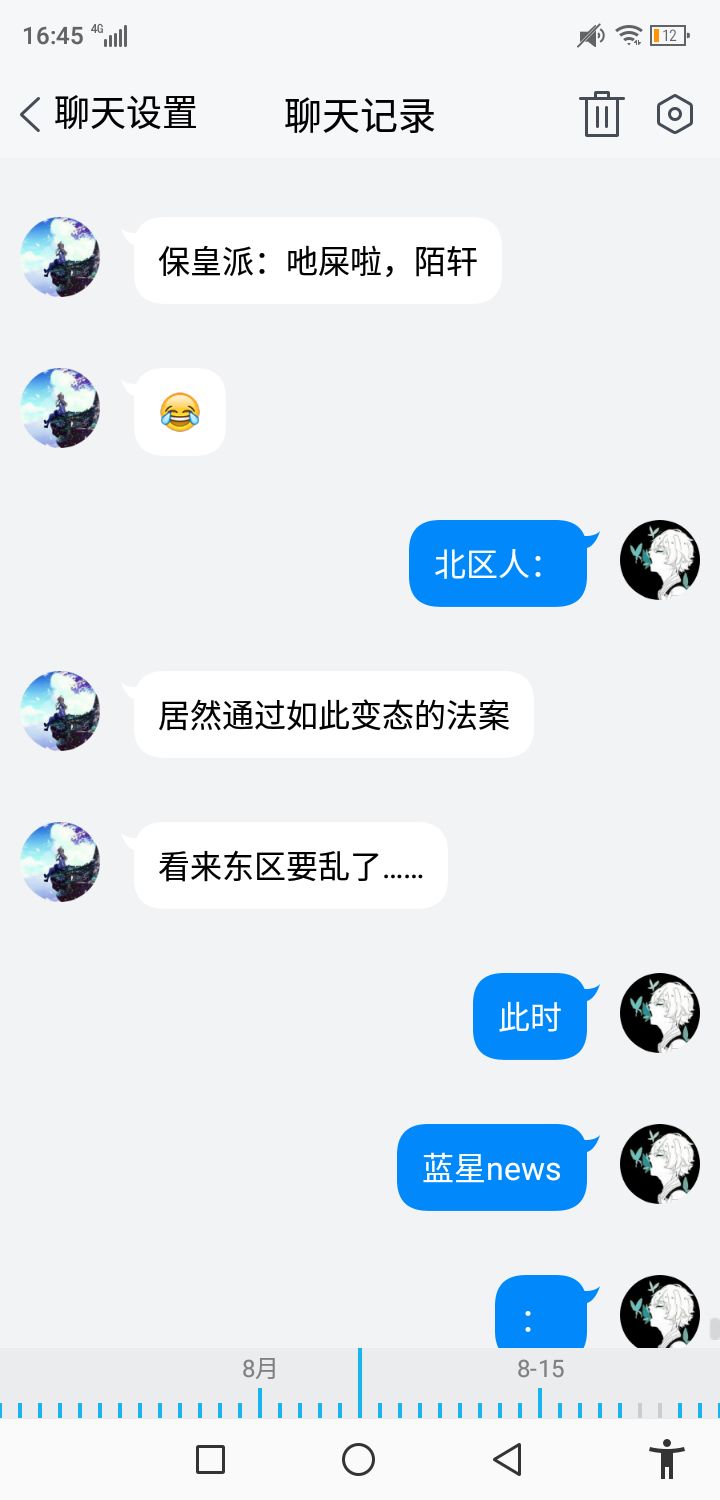 16:45 4G 12
聊天设置 聊天记录
保皇派：吔屎啦，陌轩
😂
北区人：
居然通过如此变态的法案
看来东区要乱了......
此时
蓝星news
：
8月 8-15